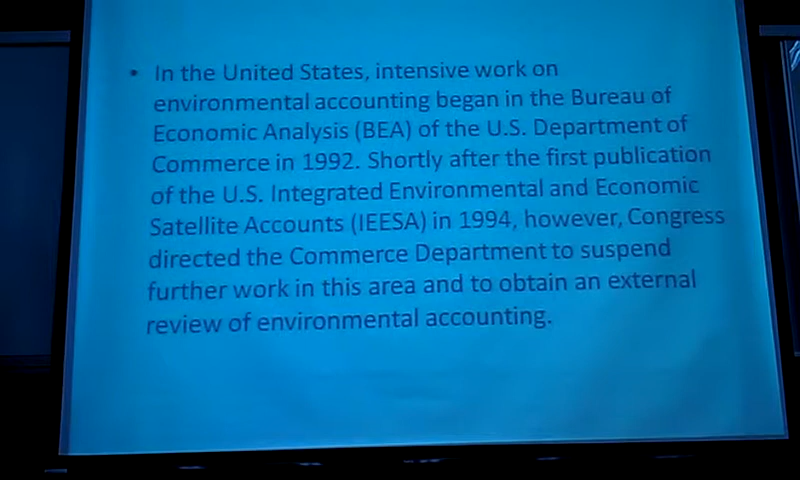 • In the United States, intensive work on
environmental accounting began in the Bureau of
Economic Analysis (BEA) of the U.S. Department of
Commerce in 1992. Shortly after the first publication
of the U.S. Integrated Environmental and Economic
Satellite Accounts (IEESA) in 1994, however, Congress
directed the Commerce Department to suspend
further work in this area and to obtain an external
review of environmental accounting.